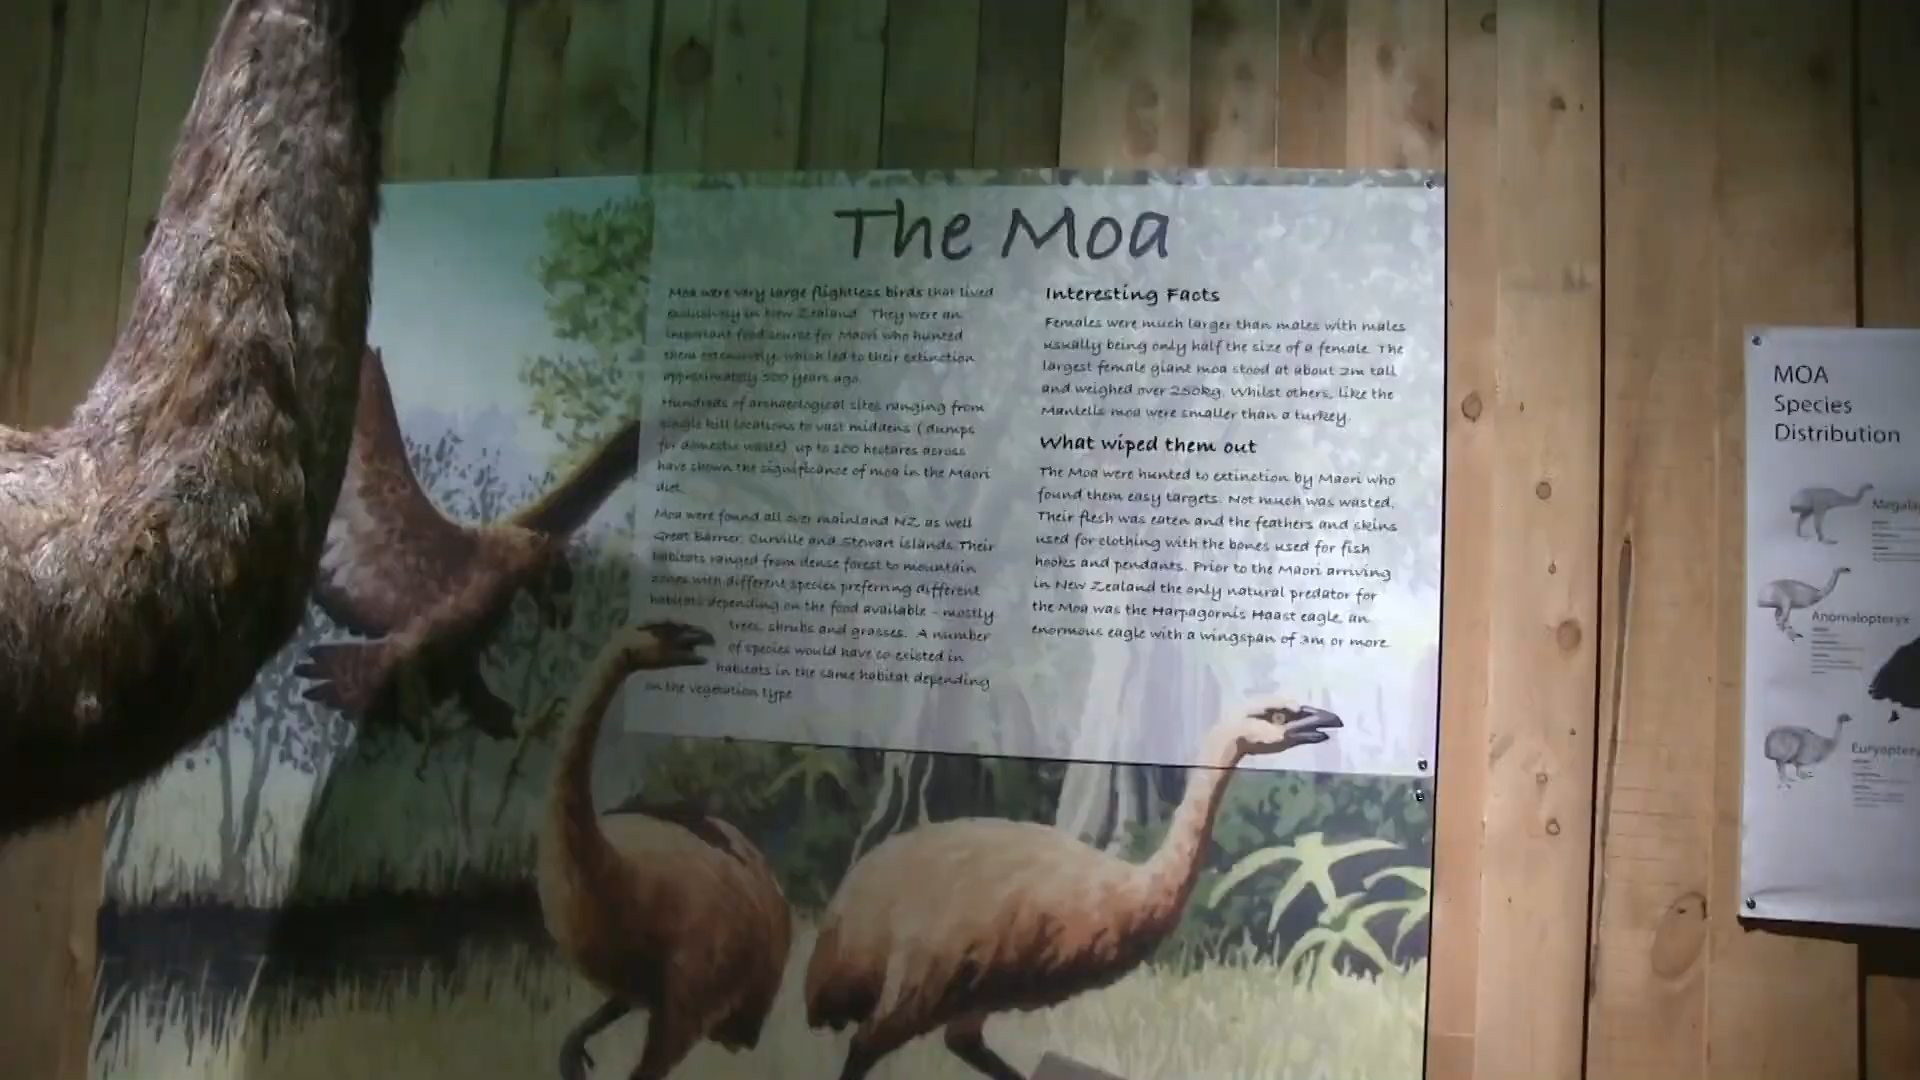 The Moa
Moa were very large flightless birds that lived
exclusively in New Zealand. They were an
important food source for Maori who hunted
them extensively, which led to their extinction
approximately 500 years ago.
Hundreds of archaeological sites ranging from
single kill locations to vast middens (dumps
for domestic waste) up to 100 hectares across
have shown the significance of moa in the Maori
diet.
Moa were found all over mainland NZ, as well
Great Barrier, Curville and Stewart islands. Their
habitats ranged from dense forest to mountain
zones with different species preferring different
habitats depending on the food available - mostly
trees, shrubs and grasses. A number
of species would have co existed in
habitats in the same habitat depending
on the vegetation type
Interesting Facts
Females were much larger than males with males
usually being only half the size of a female. The
largest female giant moa stood at about 2m tall
and weighed over 250kg. Whilst others, like the
Mantells moa were smaller than a turkey.
What wiped them out
The Moa were hunted to extinction by Maori who
found them easy targets. Not much was wasted.
Their flesh was eaten and the feathers and skins
used for clothing with the bones used for fish
hooks and pendants. Prior to the Maori arriving
in New Zealand the only natural predator for
the Moa was the Harpagornis Haast eagle, an
enormous eagle with a wingspan of 3m or more
MOA
Species
Distribution
Megala
Anomalopteryx
Euryoptery